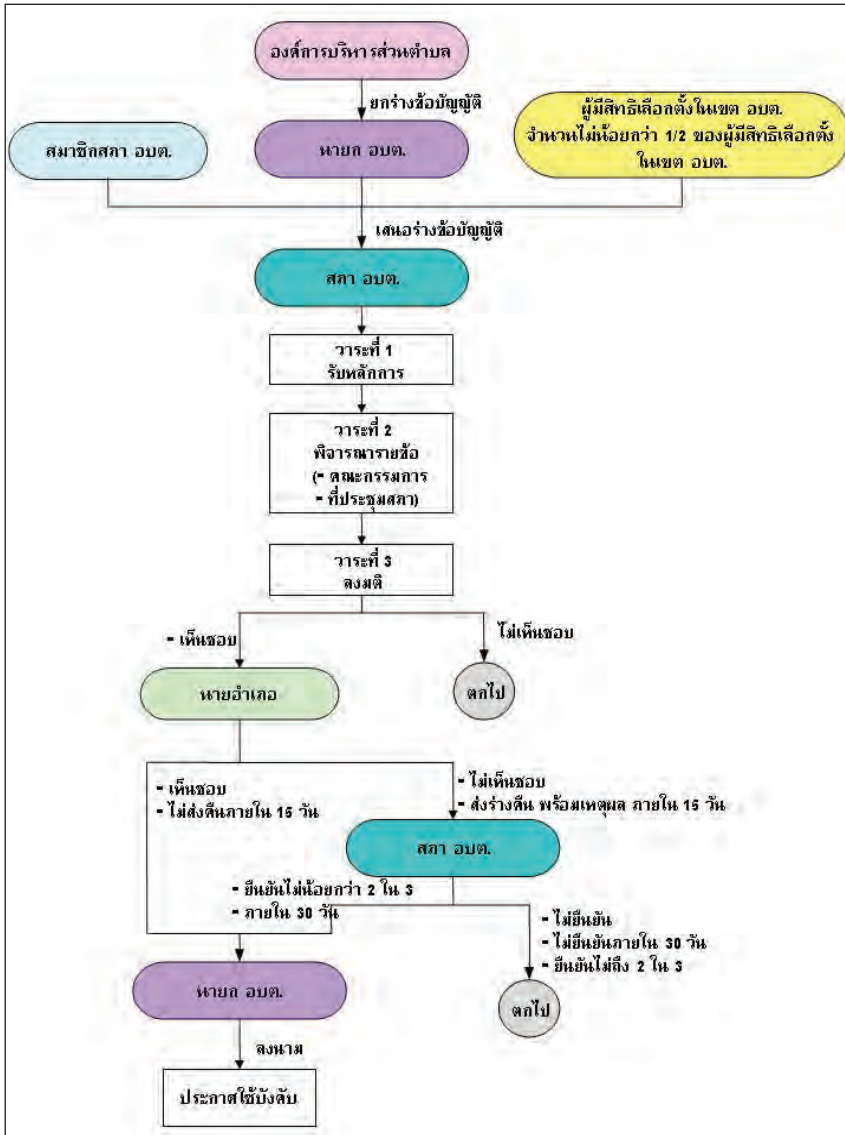 องค์การบริหารส่วนตำบล
ยกร่างข้อบัญญัติ
สมาชิกสภา อบต.
นายก อบต.
ผู้มีสิทธิเลือกตั้งในเขต อบต.
จำนวนไม่น้อยกว่า 1/2 ของผู้มีสิทธิเลือกตั้ง
ในเขต อบต.
เสนอร่างข้อบัญญัติ
สภา อบต.
วาระที่ 1
รับหลักการ
วาระที่ 2
พิจารณารายข้อ
(- คณะกรรมการ
- ที่ประชุมสภา)
วาระที่ 3
ลงมติ
- เห็นชอบ
ไม่เห็นชอบ
นายอำเภอ
ตกไป
- เห็นชอบ
- ไม่ส่งคืนภายใน 15 วัน
- ไม่เห็นชอบ
- ส่งร่างคืน พร้อมเหตุผล ภายใน 15 วัน
สภา อบต.
- ยืนยันไม่น้อยกว่า 2 ใน 3
- ภายใน 30 วัน
- ไม่ยืนยัน
- ไม่ยืนยันภายใน 30 วัน
- ยืนยันไม่ถึง 2 ใน 3
นายก อบต.
ตกไป
ลงนาม
ประกาศใช้บังคับ